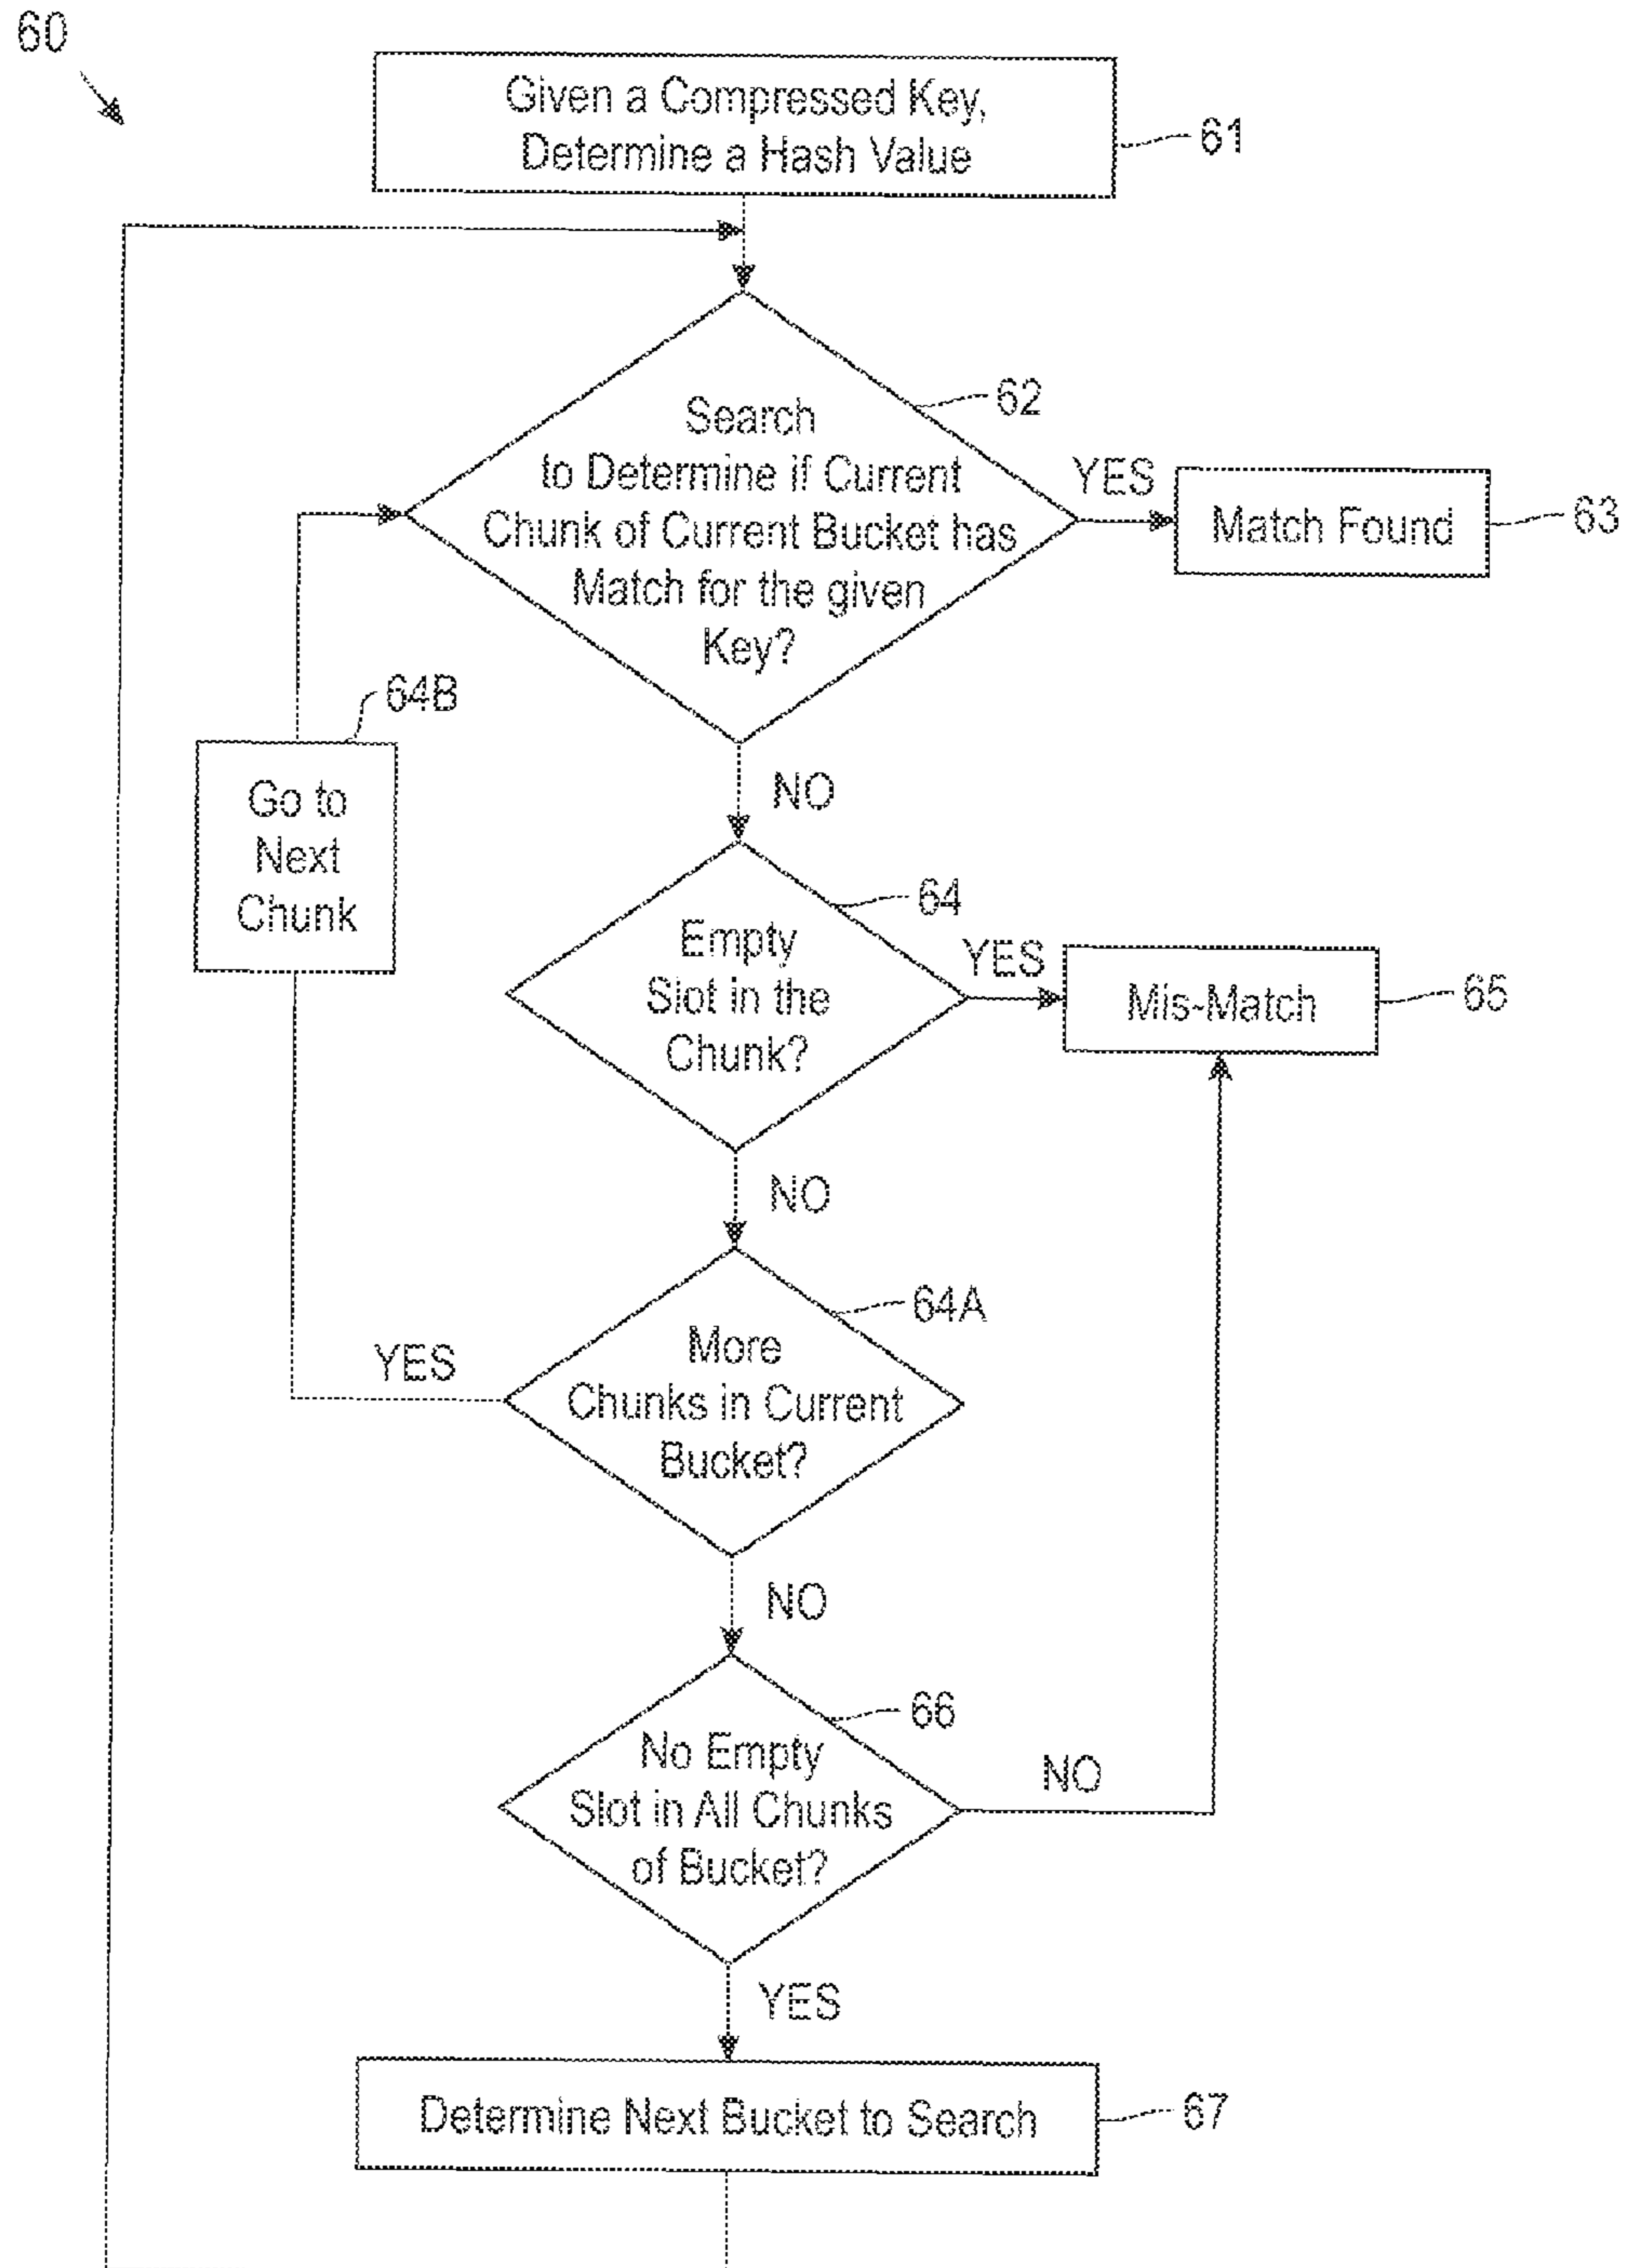 60
Given a Compressed Key,
Determine a Hash Value
61
62
Search
to Determine if Current
Chunk of Current Bucket has
Match for the given
Key?
YES
Match Found
63
64B
Go to
Next
Chunk
NO
64
Empty
Slot in the
Chunk?
YES
Mis-Match
65
NO
64A
More
Chunks in Current
Bucket?
YES
NO
66
No Empty
Slot in All Chunks
of Bucket?
NO
YES
Determine Next Bucket to Search
67